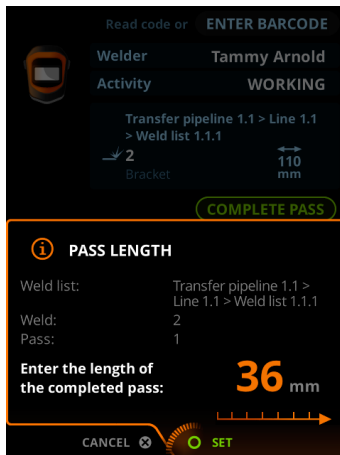 Read code or ENTER BARCODE
Welder Tammy Arnold
Activity WORKING
Transfer pipeline 1.1 > Line 1.1
> Weld list 1.1.1
2 110
Bracket mm
COMPLETE PASS
PASS LENGTH
Weld list: Transfer pipeline 1.1 >
Line 1.1 > Weld list 1.1.1
Weld: 2
Pass: 1
Enter the length of
the completed pass: 36 mm
CANCEL SET